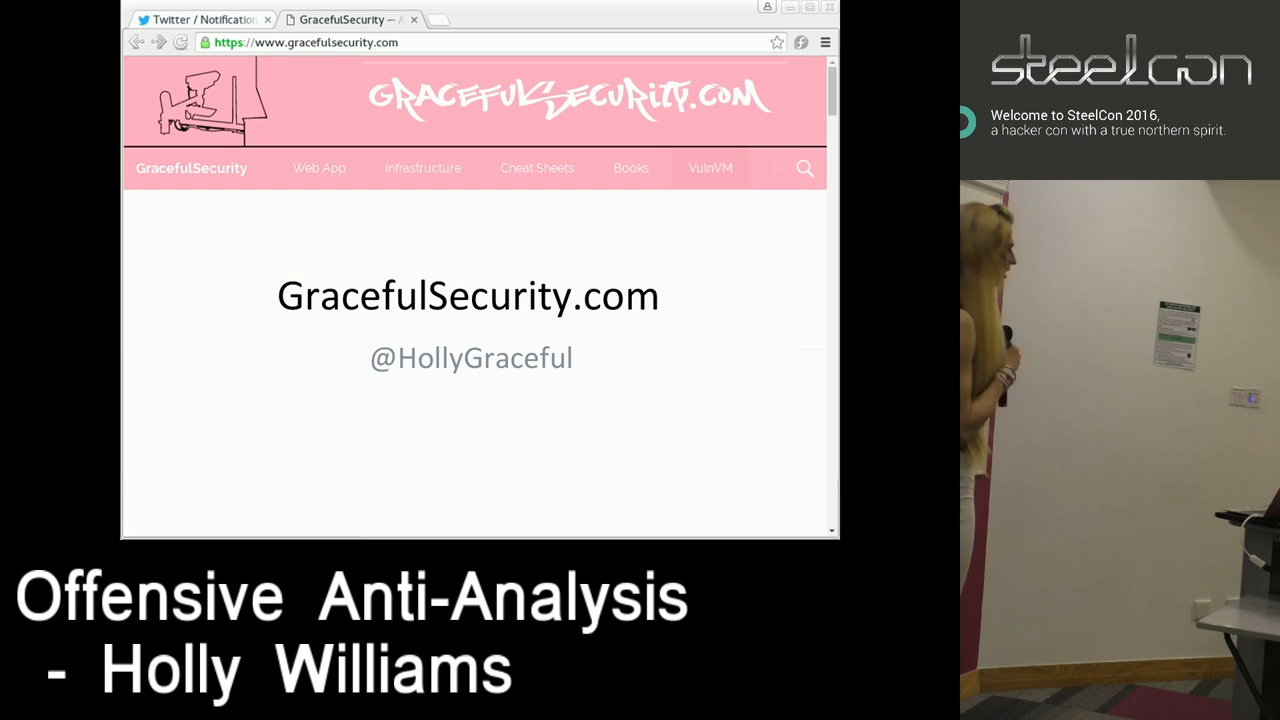 Twitter / Notification
GracefulSecurity — A
https://www.gracefulsecurity.com
GRACEFULSECURITY.COM
GracefulSecurity Web App Infrastructure Cheat Sheets Books VulnVM N
GracefulSecurity.com
@HollyGraceful
Offensive Anti-Analysis
- Holly Williams
steelcon
Welcome to SteelCon 2016,
a hacker con with a true northern spirit.